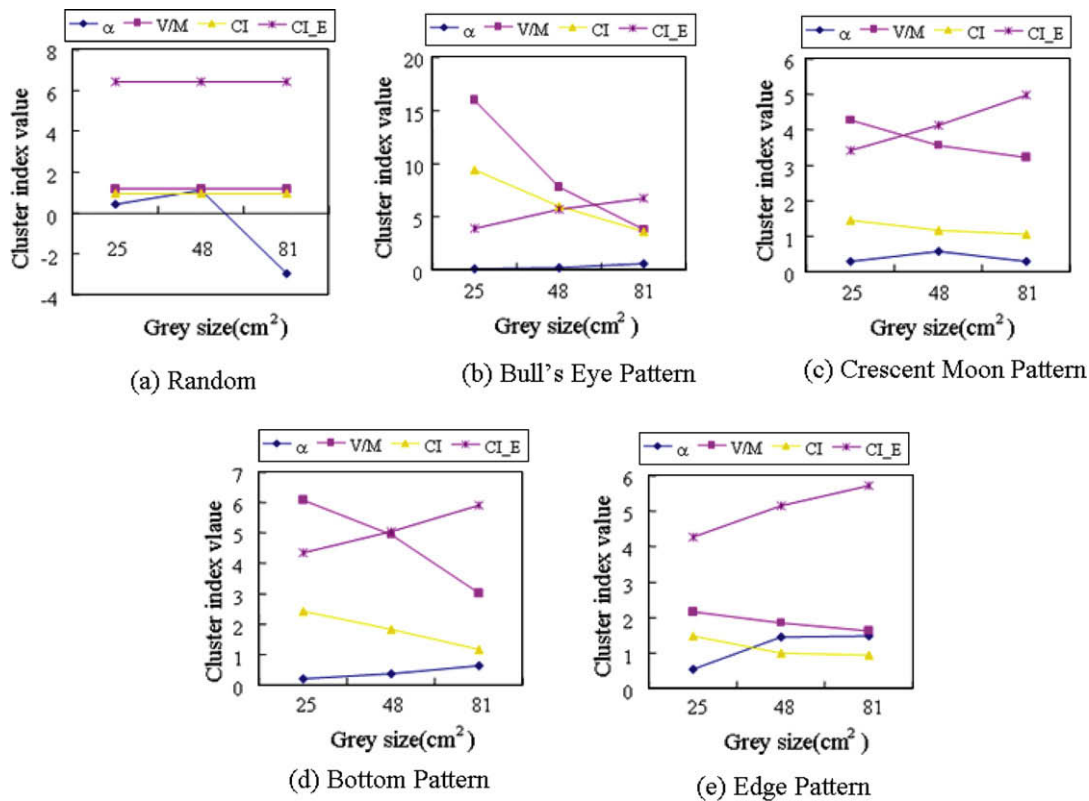 α V/M CI CI_E
8
6
4
2
0
-2
-4
Cluster index value
25 48 81
Grey size(cm²)
(a) Random
α V/M CI CI_E
20
15
10
5
0
Cluster index value
25 48 81
Grey size(cm²)
(b) Bull's Eye Pattern
α V/M CI CI_E
6
5
4
3
2
1
0
Cluster index value
25 48 81
Grey size(cm²)
(c) Crescent Moon Pattern
α V/M CI CI_E
7
6
5
4
3
2
1
0
Cluster index vlaue
25 48 81
Grey size(cm²)
(d) Bottom Pattern
α V/M CI CI_E
6
5
4
3
2
1
0
Cluster index value
25 48 81
Grey size(cm²)
(e) Edge Pattern